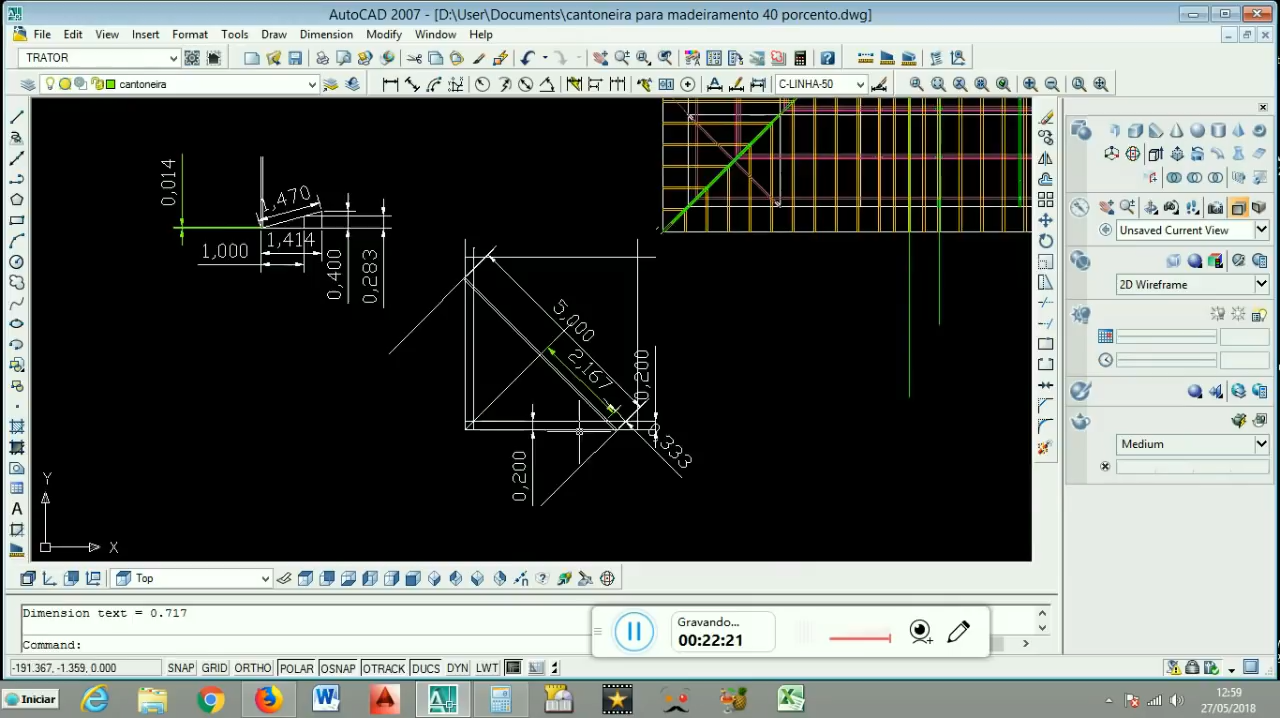 AutoCAD 2007 - [D:\User\Documents\cantoneira para madeiramento 40 porcento.dwg]
File Edit View Insert Format Tools Draw Dimension Modify Window Help
TRATOR
cantoneira
C-LINHA-50
0,014
1,470
1,000
1,414
0,400
0,283
5,000
2,167
0,200
0,200
Unsaved Current View
2D Wireframe
Medium
Y
X
Top
Dimension text = 0.717
Command:
Gravando...
00:22:21
-191.367, -1.359, 0.000 SNAP GRID ORTHO POLAR OSNAP OTRACK DUCS DYN LWT
Iniciar
12:59
27/05/2018